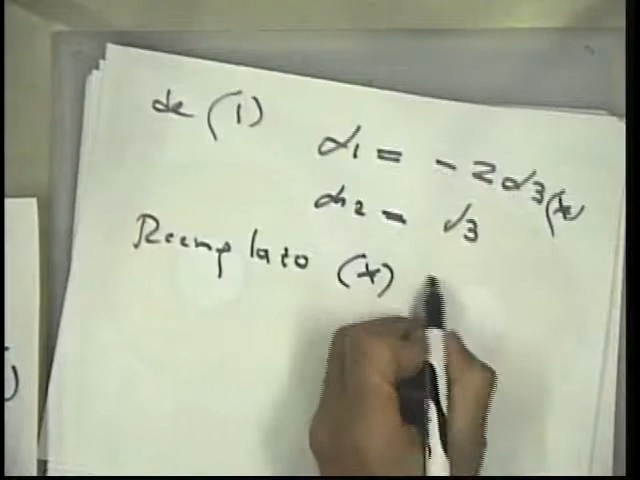 de (1) α1 = -2α3 (*)
α2 = α3
Reemplazo (*)